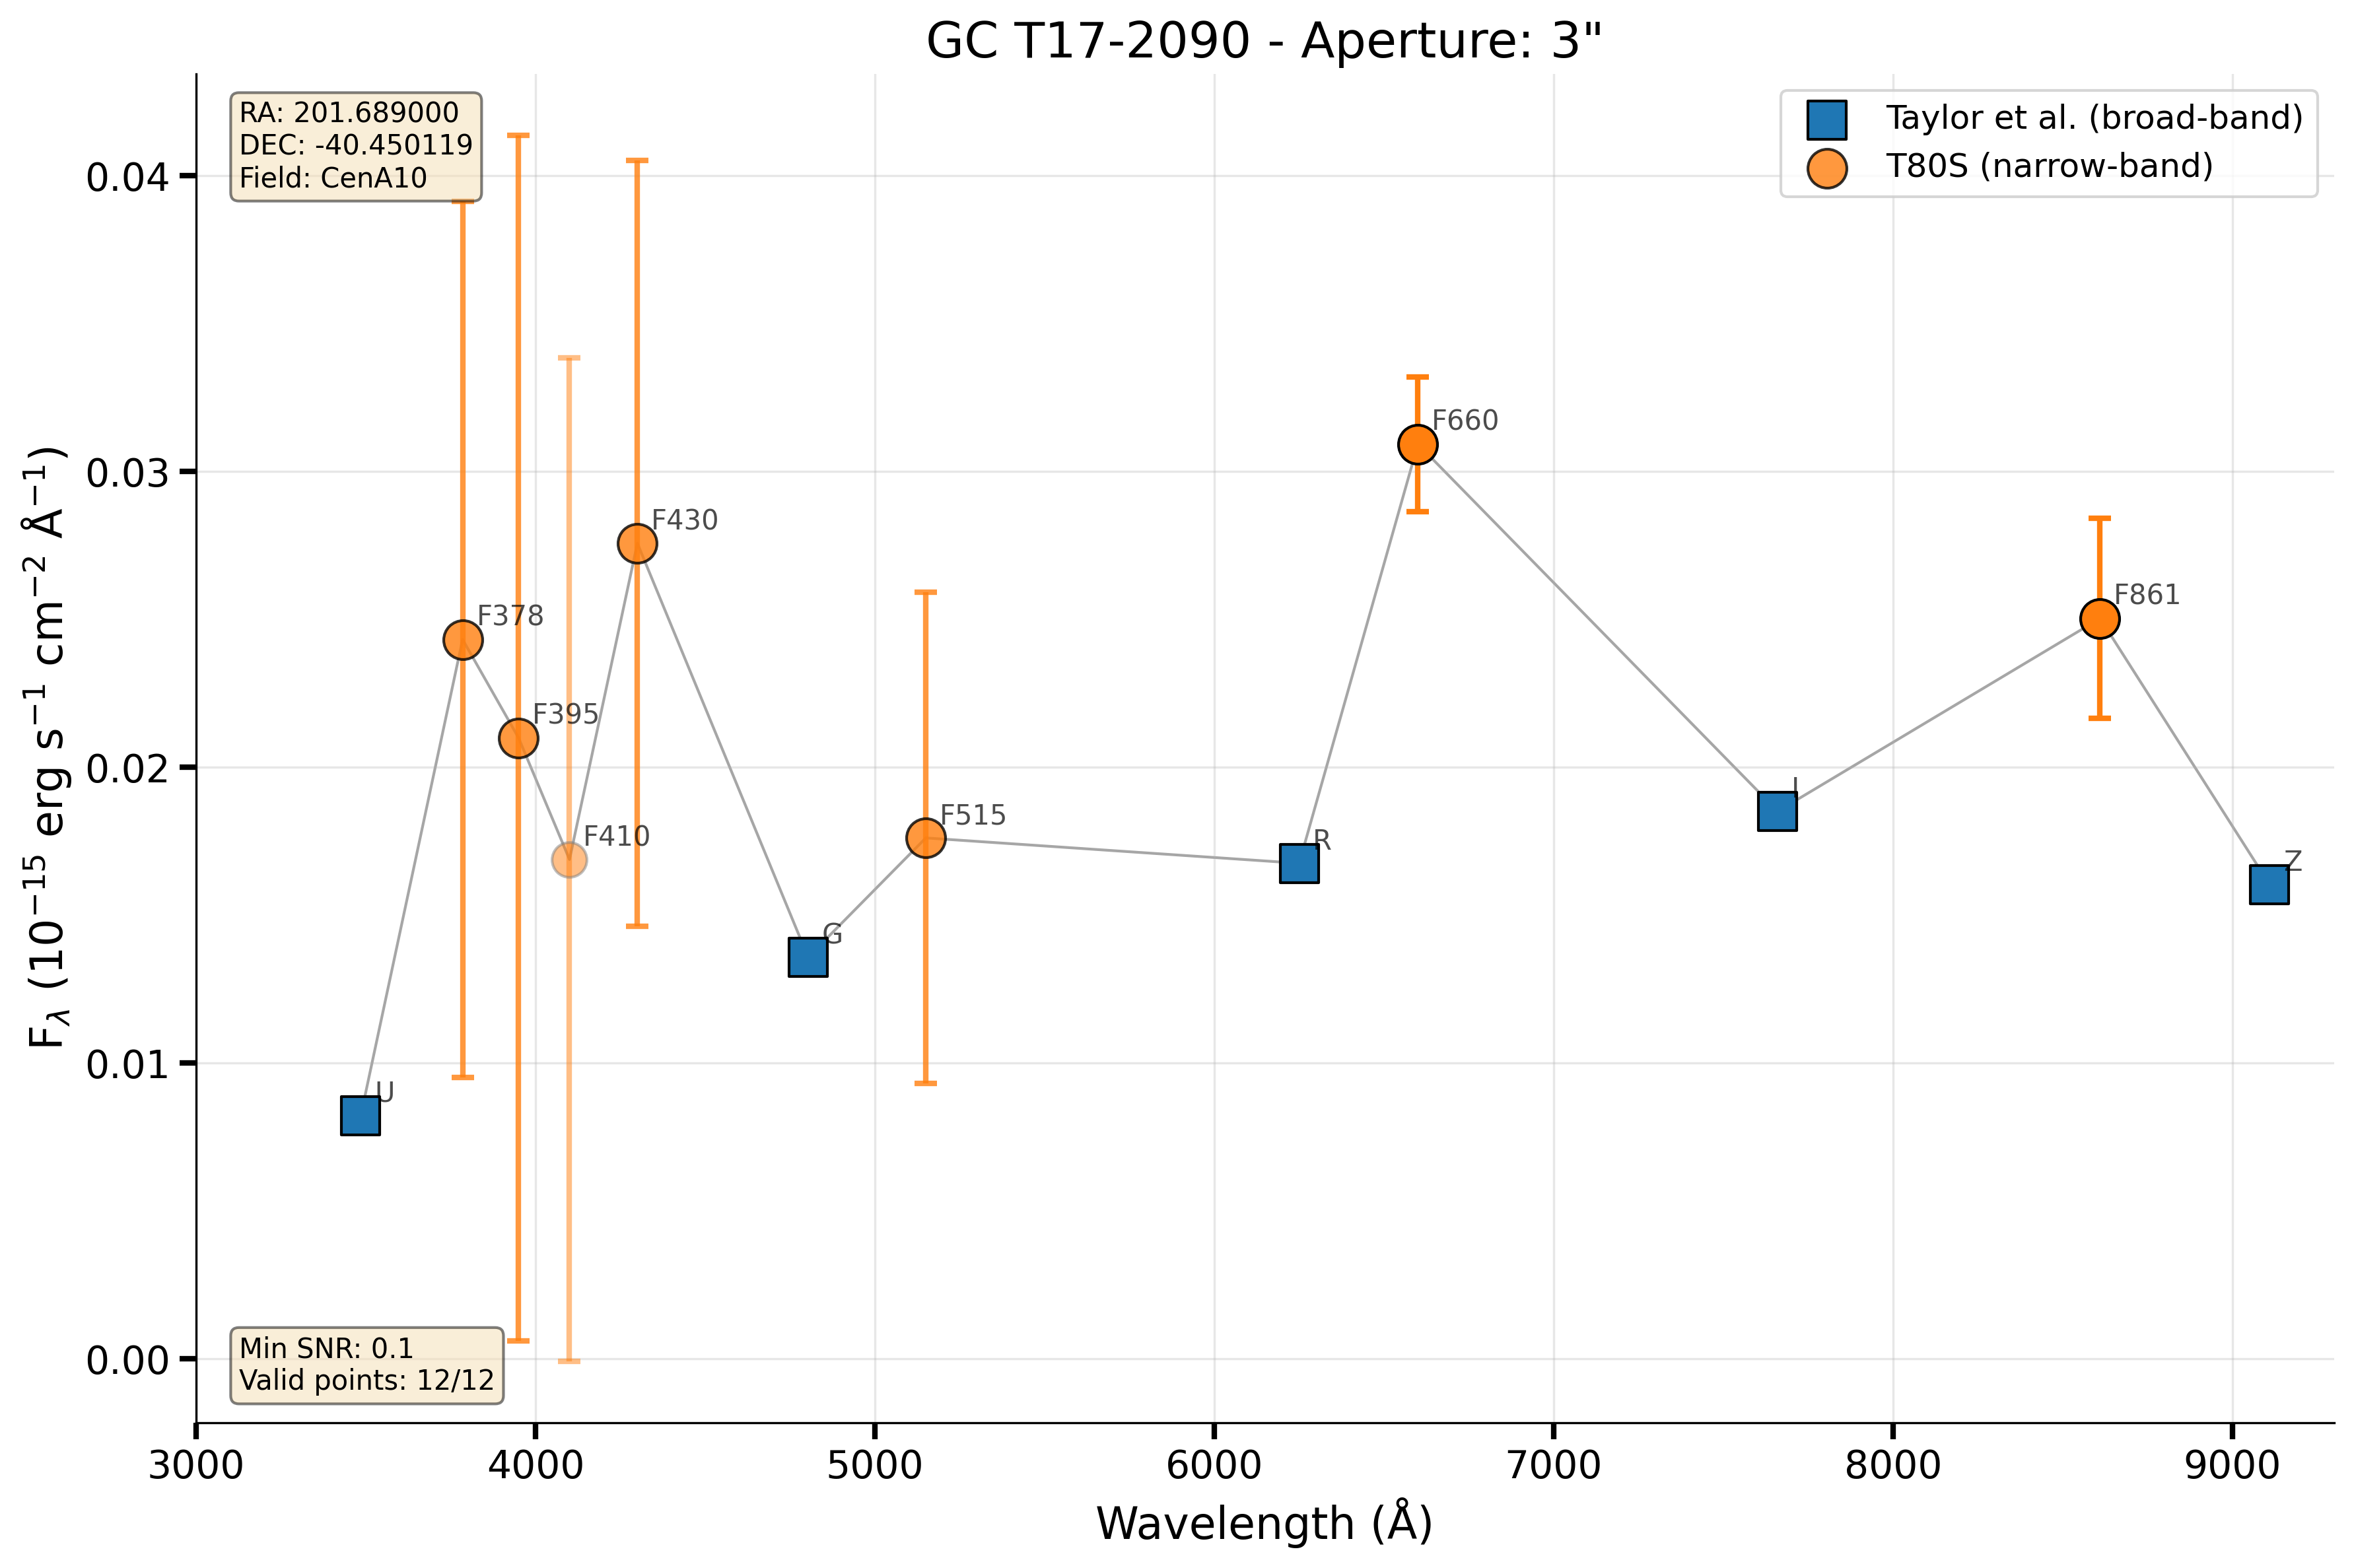 GC T17-2090 - Aperture: 3"
RA: 201.689000
DEC: -40.450119
Field: CenA10
Taylor et al. (broad-band)
T80S (narrow-band)
0.04
0.03
0.02
0.01
0.00
F660
F430
F861
F378
F395
F410
F515
I
R
Z
G
U
Min SNR: 0.1
Valid points: 12/12
3000 4000 5000 6000 7000 8000 9000
Wavelength (Å)
Fλ (10⁻¹⁵ erg s⁻¹ cm⁻² Å⁻¹)